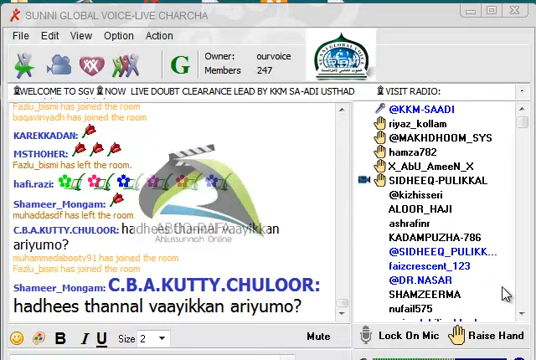 SUNNI GLOBAL VOICE-LIVE CHARCHA
File Edit View Option Action
Owner: ourvoice
Members 247
G
WELCOME TO SGV NOW LIVE DOUBT CLEARANCE LEAD BY KKM SA-ADI USTHAD
VISIT RADIO:
Fazlu_bismi has joined the room
baqaviriyadh has joined the room
KAREKKADAN:
MSTHOHER:
Fazlu_bismi has left the room.
hafi.razi:
Shameer_Mongam:
muhaddasdf has left the room.
C.B.A.KUTTY.CHULOOR: hadhees thannal vaayikkan
ariyumo?
muhammedabooty91 has joined the room
Fazlu_bismi has joined the room
Shameer_Mongam: C.B.A.KUTTY.CHULOOR:
hadhees thannal vaayikkan ariyumo?
Ahlussunnah Online
@KKM-SAADI
riyaz_kollam
@MAKHDHOOM_SYS
hamza782
X_AbU_AmeeN_X
SIDHEEQ-PULIKKAL
@kizhisseri
ALOOR_HAJI
ashrafinr
KADAMPUZHA-786
@SIDHEEQ_PULIKK...
faizcrescent_123
@DR.NASAR
SHAMZEERMA
nufail575
B I U Size 2 Mute
Lock On Mic Raise Hand